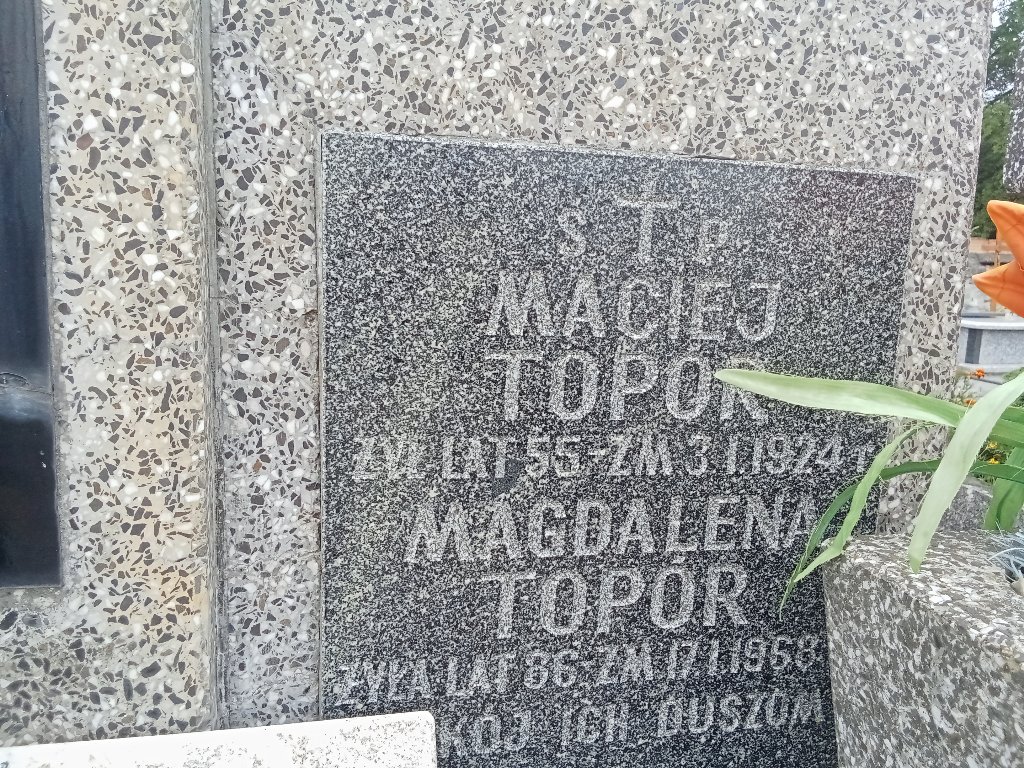 S T P
MACIEJ
TOPÓR
ŻYŁ LAT 55-ZM 3 I.1924 r
MAGDALENA
TOPÓR
ŻYŁA LAT 86-ZM.17.I.1968
KÓJ ICH DUSZOM